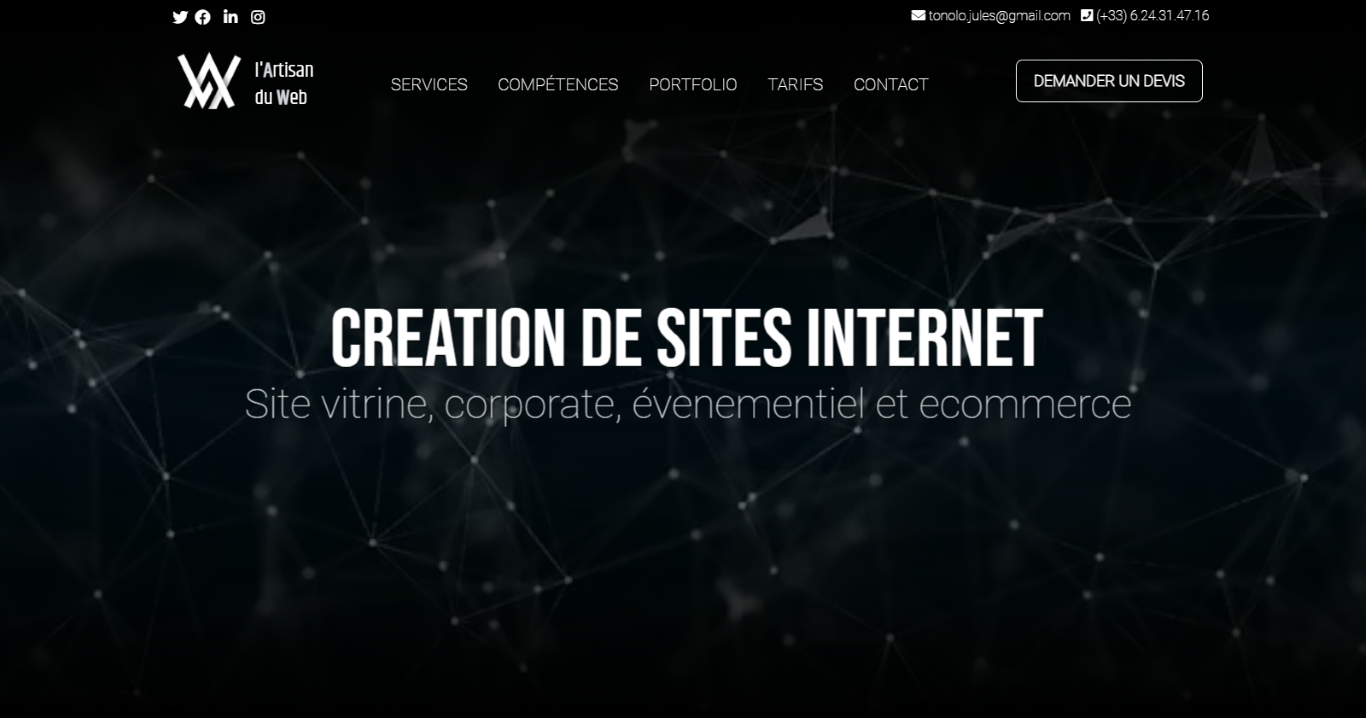 tonolo.jules@gmail.com (+33) 6.24.31.47.16
l'Artisan
du Web
SERVICES COMPÉTENCES PORTFOLIO TARIFS CONTACT
DEMANDER UN DEVIS
CREATION DE SITES INTERNET
Site vitrine, corporate, évenementiel et ecommerce